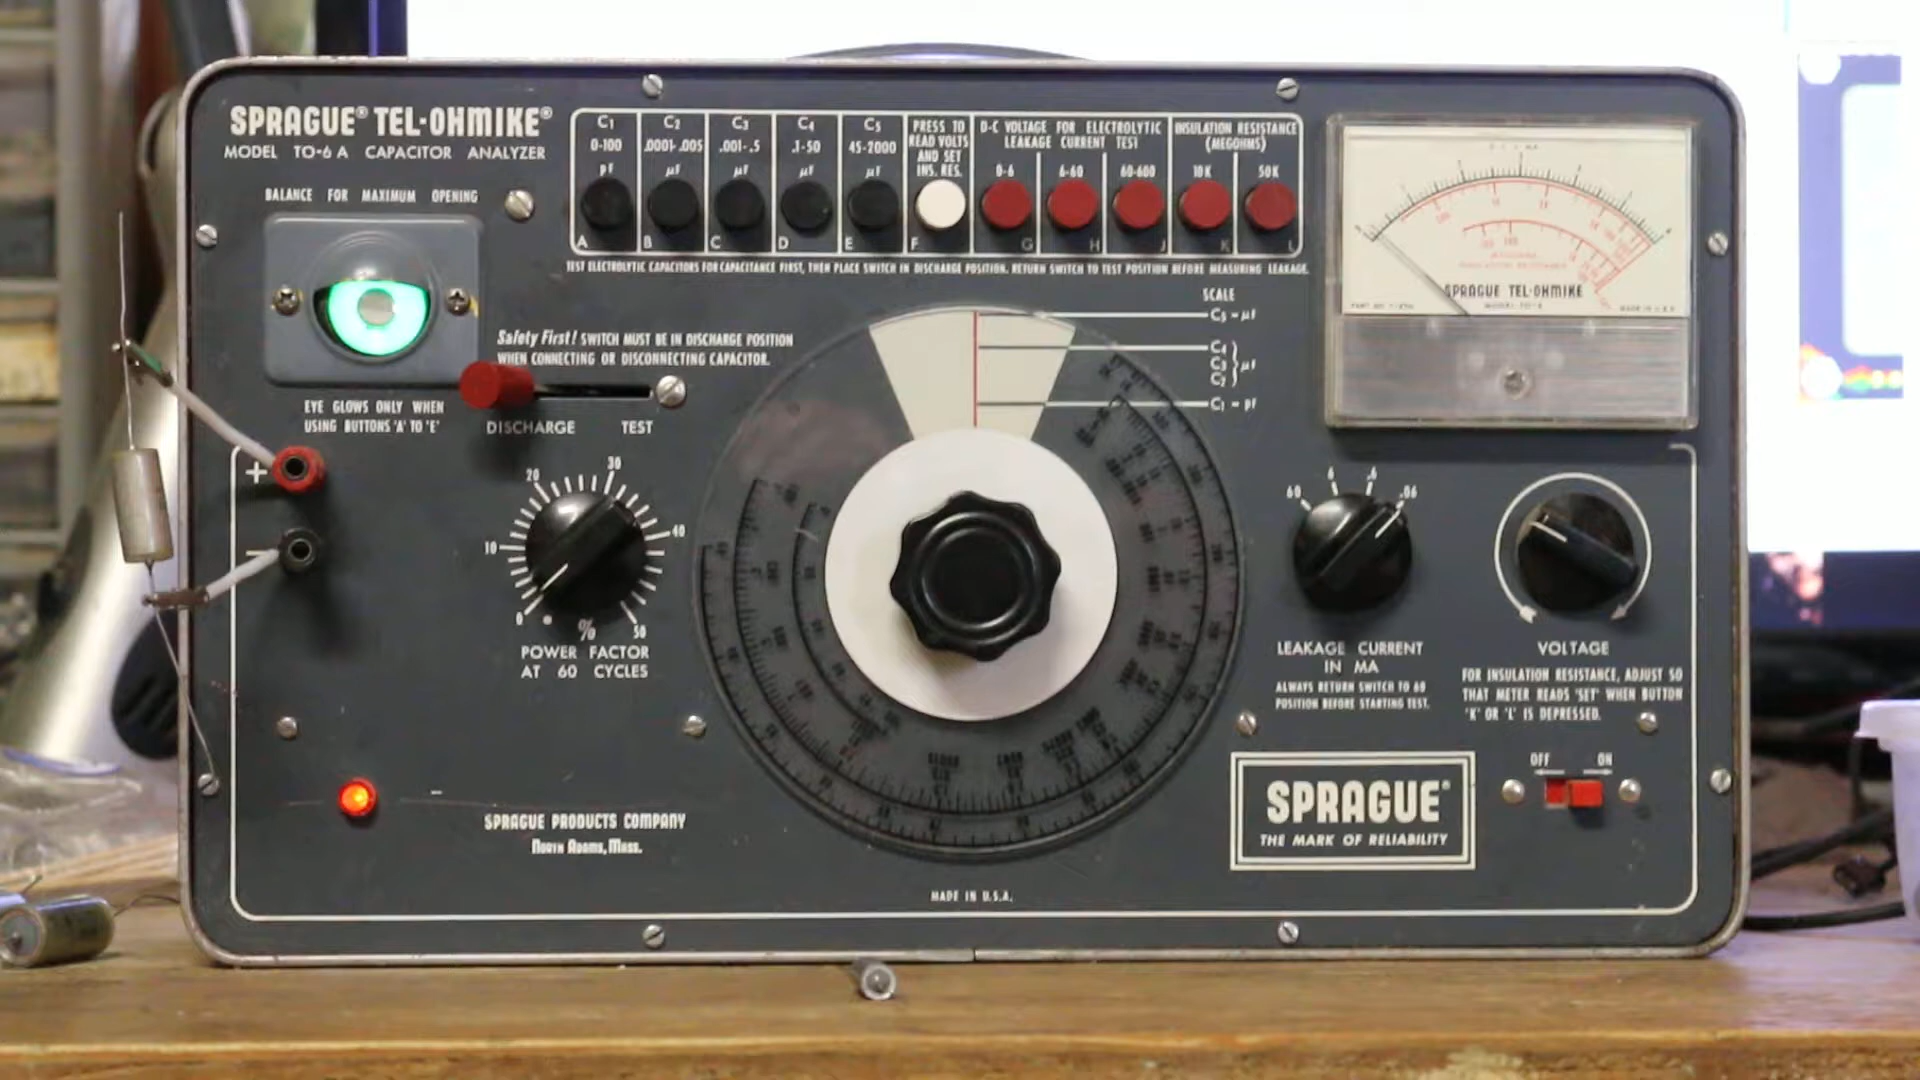 SPRAGUE® TEL-OHMIKE®
MODEL TO-6 A CAPACITOR ANALYZER
BALANCE FOR MAXIMUM OPENING
C1
0-100
pF
A
C2
.0001-.005
µF
B
C3
.001-.5
µF
C
C4
.1-50
µF
D
C5
45-2000
µF
E
PRESS TO
READ VOLTS
AND SET
INS. RES.
F
D-C VOLTAGE FOR ELECTROLYTIC
LEAKAGE CURRENT TEST
0-6
6-60
60-600
G
H
J
INSULATION RESISTANCE
(MEGOHMS)
10K
50K
K
L
TEST ELECTROLYTIC CAPACITORS FOR CAPACITANCE FIRST, THEN PLACE SWITCH IN DISCHARGE POSITION. RETURN SWITCH TO TEST POSITION BEFORE MEASURING LEAKAGE.
SPRAGUE TEL-OHMIKE
SCALE
C5 = µF
C4
C3 µF
C2
C1 = pF
Safety First! SWITCH MUST BE IN DISCHARGE POSITION
WHEN CONNECTING OR DISCONNECTING CAPACITOR.
DISCHARGE TEST
EYE GLOWS ONLY WHEN
USING BUTTONS 'A' TO 'E'
+
−
0
10
20
30
40
50
%
POWER FACTOR
AT 60 CYCLES
60
6
.6
.06
LEAKAGE CURRENT
IN MA
ALWAYS RETURN SWITCH TO 60
POSITION BEFORE STARTING TEST.
VOLTAGE
FOR INSULATION RESISTANCE, ADJUST SO
THAT METER READS 'SET' WHEN BUTTON
'K' OR 'L' IS DEPRESSED.
OFF ON
SPRAGUE®
THE MARK OF RELIABILITY
SPRAGUE PRODUCTS COMPANY
North Adams, Mass.
MADE IN U.S.A.